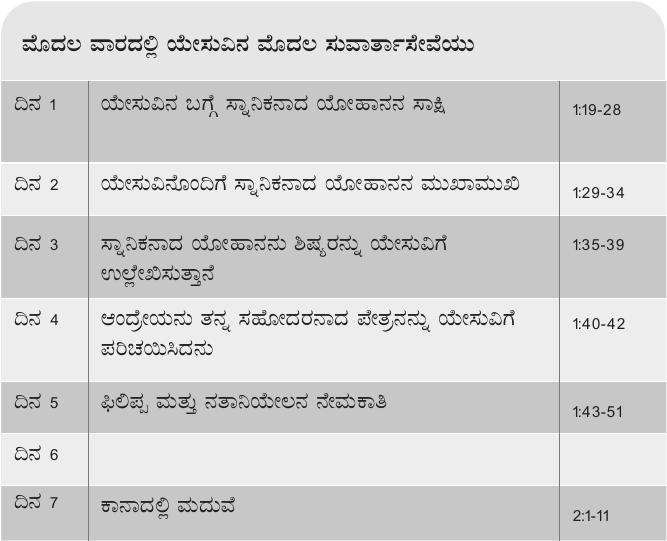 ಮೊದಲ ವಾರದಲ್ಲಿ ಯೇಸುವಿನ ಮೊದಲ ಸುವಾರ್ತಾಸೇವೆಯು
ದಿನ 1 ಯೇಸುವಿನ ಬಗ್ಗೆ ಸ್ನಾನಿಕನಾದ ಯೋಹಾನನ ಸಾಕ್ಷಿ 1:19-28
ದಿನ 2 ಯೇಸುವಿನೊಂದಿಗೆ ಸ್ನಾನಿಕನಾದ ಯೋಹಾನನ ಮುಖಾಮುಖಿ 1:29-34
ದಿನ 3 ಸ್ನಾನಿಕನಾದ ಯೋಹಾನನು ಶಿಷ್ಯರನ್ನು ಯೇಸುವಿಗೆ 1:35-39
ಉಲ್ಲೇಖಿಸುತ್ತಾನೆ
ದಿನ 4 ಆಂದ್ರೇಯನು ತನ್ನ ಸಹೋದರನಾದ ಪೇತ್ರನನ್ನು ಯೇಸುವಿಗೆ 1:40-42
ಪರಿಚಯಿಸಿದನು
ದಿನ 5 ಫಿಲಿಪ್ಪ ಮತ್ತು ನತಾನಿಯೇಲನ ನೇಮಕಾತಿ 1:43-51
ದಿನ 6
ದಿನ 7 ಕಾನಾದಲ್ಲಿ ಮದುವೆ 2:1-11